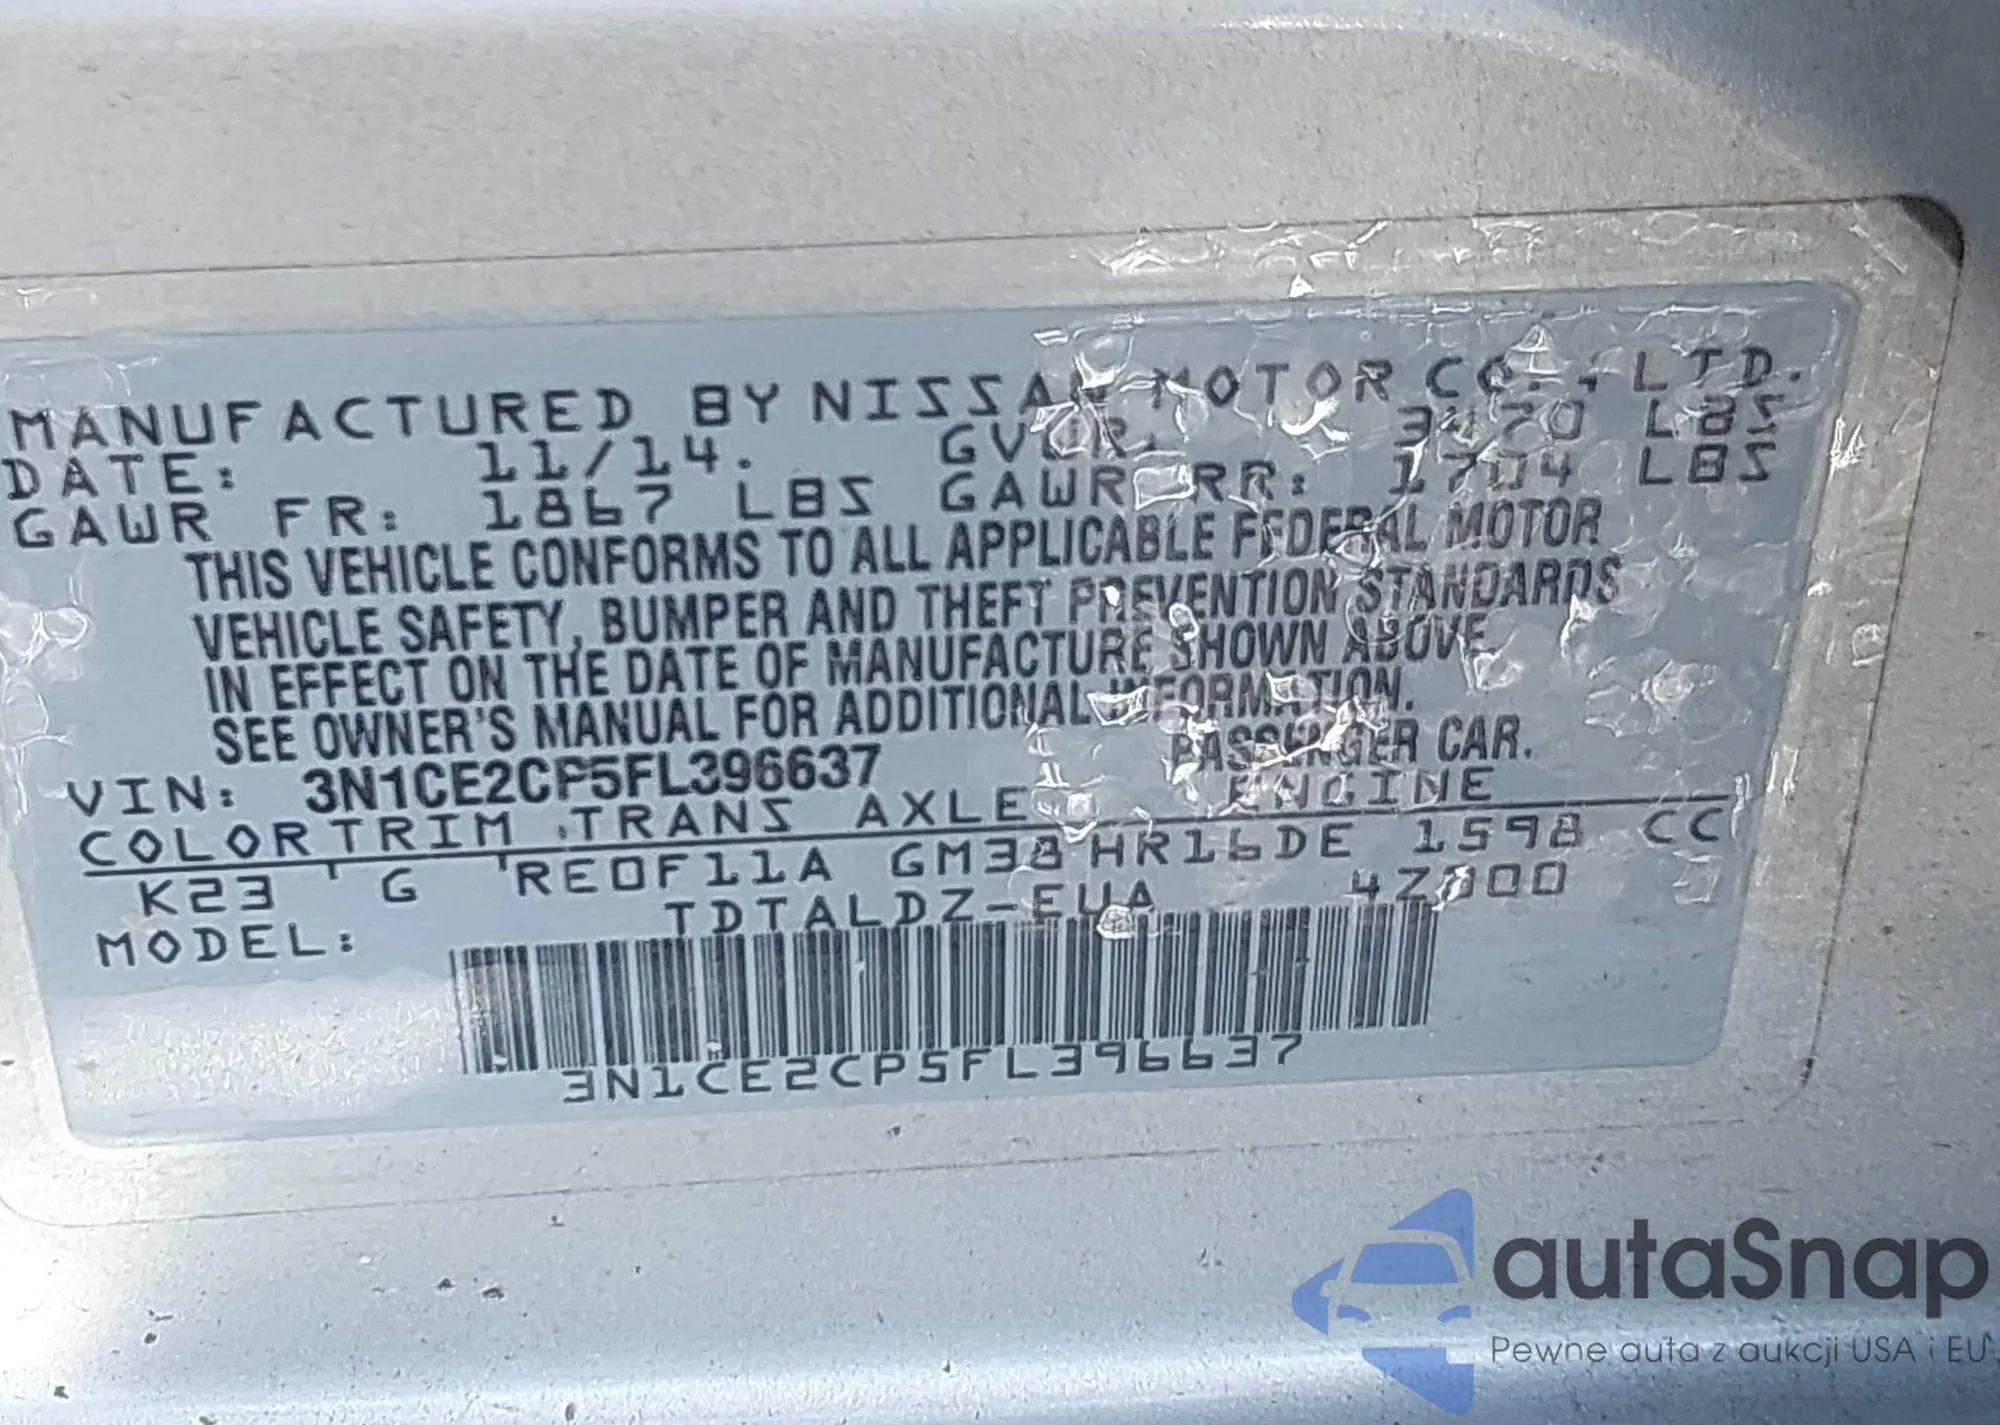 MANUFACTURED BY NISSAN MOTOR CO., LTD.
DATE: 11/14. GVWR: 3470 LBS
GAWR FR: 1867 LBS GAWR RR: 1704 LBS
THIS VEHICLE CONFORMS TO ALL APPLICABLE FEDERAL MOTOR
VEHICLE SAFETY, BUMPER AND THEFT PREVENTION STANDARDS
IN EFFECT ON THE DATE OF MANUFACTURE SHOWN ABOVE
SEE OWNER'S MANUAL FOR ADDITIONAL INFORMATION.
VIN: 3N1CE2CP5FL396637 PASSENGER CAR.
COLOR TRIM TRANS AXLE ENGINE
K23 G RE0F11A GM38 HR16DE 1598 CC
MODEL: TDTALDZ-EUA 4Z000
3N1CE2CP5FL396637
autaSnap
Pewne auta z aukcji USA i EU